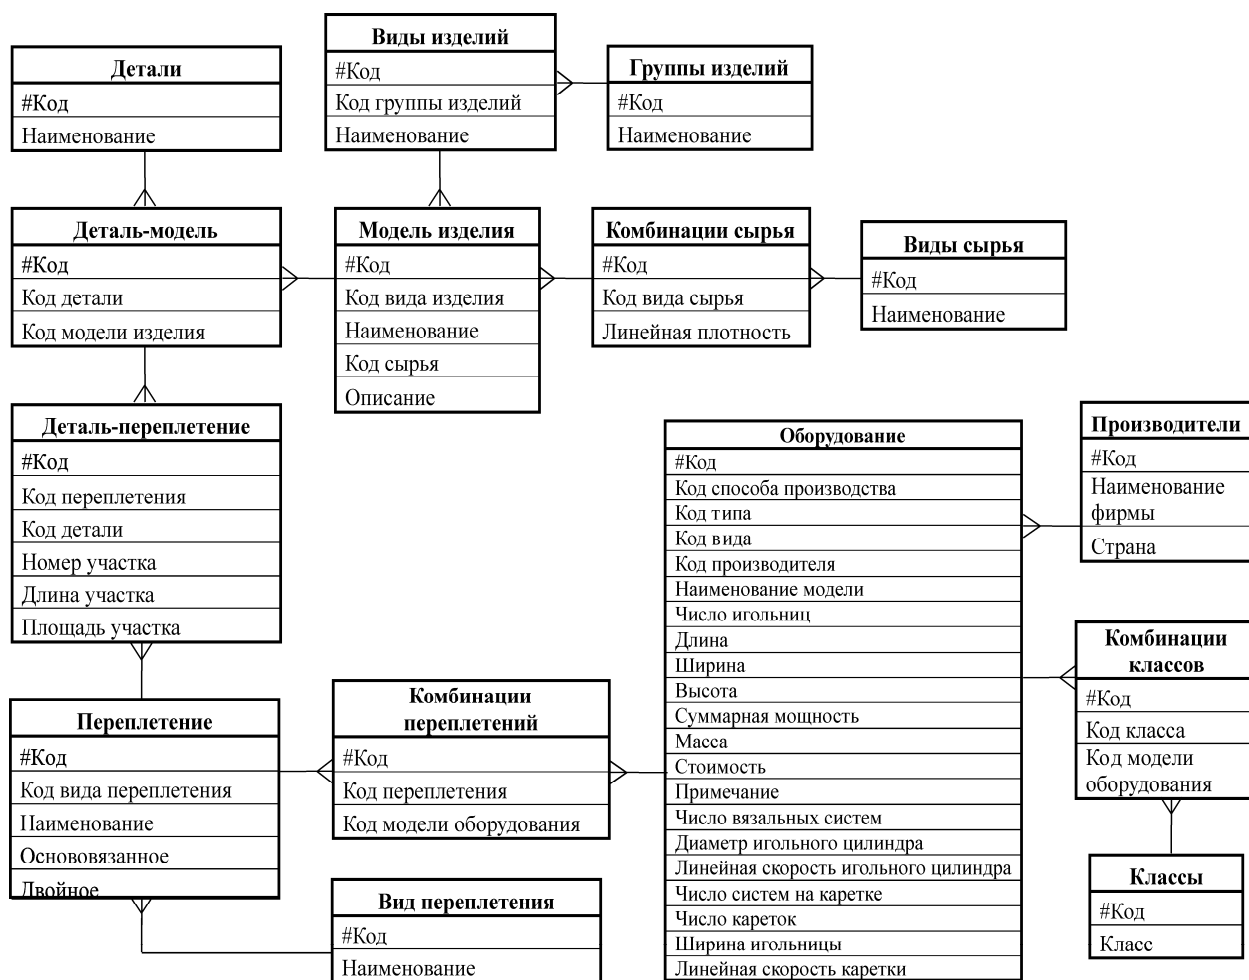 Детали
#Код
Наименование
Виды изделий
#Код
Код группы изделий
Наименование
Группы изделий
#Код
Наименование
Деталь-модель
#Код
Код детали
Код модели изделия
Модель изделия
#Код
Код вида изделия
Наименование
Код сырья
Описание
Комбинации сырья
#Код
Код вида сырья
Линейная плотность
Виды сырья
#Код
Наименование
Деталь-переплетение
#Код
Код переплетения
Код детали
Номер участка
Длина участка
Площадь участка
Оборудование
#Код
Код способа производства
Код типа
Код вида
Код производителя
Наименование модели
Число игольниц
Длина
Ширина
Высота
Суммарная мощность
Масса
Стоимость
Примечание
Число вязальных систем
Диаметр игольного цилиндра
Линейная скорость игольного цилиндра
Число систем на каретке
Число кареток
Ширина игольницы
Линейная скорость каретки
Производители
#Код
Наименование
фирмы
Страна
Комбинации
классов
#Код
Код класса
Код модели
оборудования
Классы
#Код
Класс
Переплетение
#Код
Код вида переплетения
Наименование
Основовязанное
Двойное
Комбинации
переплетений
#Код
Код переплетения
Код модели оборудования
Вид переплетения
#Код
Наименование